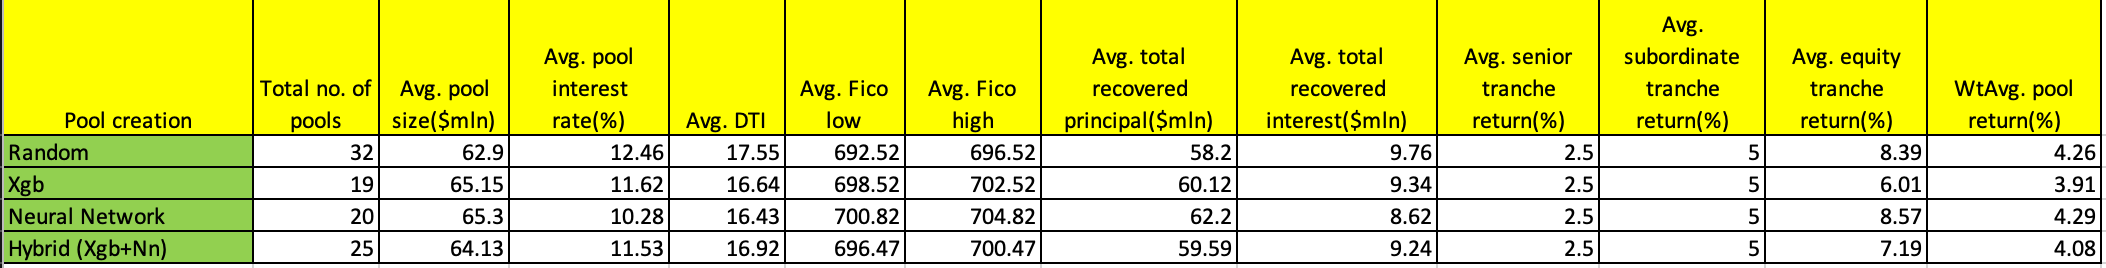 Pool creation Total no. of pools Avg. pool size($mln) Avg. pool interest rate(%) Avg. DTI Avg. Fico low Avg. Fico high Avg. total recovered principal($mln) Avg. total recovered interest($mln) Avg. senior tranche return(%) Avg. subordinate tranche return(%) Avg. equity tranche return(%) WtAvg. pool return(%)
Random 32 62.9 12.46 17.55 692.52 696.52 58.2 9.76 2.5 5 8.39 4.26
Xgb 19 65.15 11.62 16.64 698.52 702.52 60.12 9.34 2.5 5 6.01 3.91
Neural Network 20 65.3 10.28 16.43 700.82 704.82 62.2 8.62 2.5 5 8.57 4.29
Hybrid (Xgb+Nn) 25 64.13 11.53 16.92 696.47 700.47 59.59 9.24 2.5 5 7.19 4.08